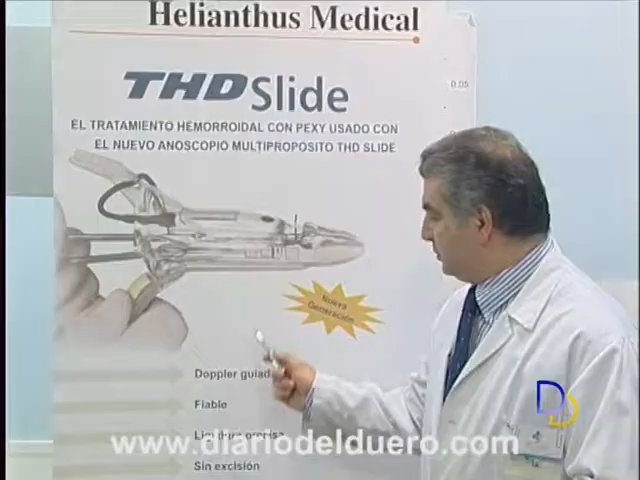 Helianthus Medical
THD Slide
0.05
EL TRATAMIENTO HEMORROIDAL CON PEXY USADO CON
EL NUEVO ANOSCOPIO MULTIPROPOSITO THD SLIDE
Nueva
Generación
Doppler guiada
Fiable
Sin excisión
www.diariodelduero.com